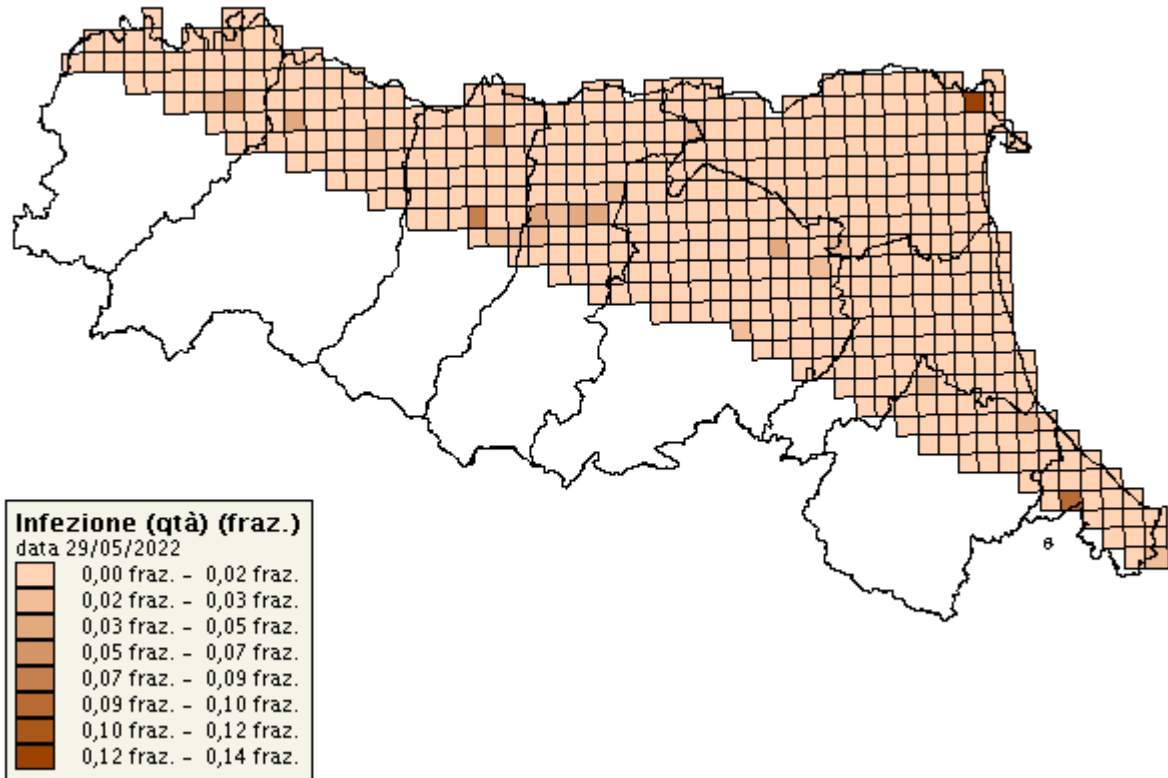 Infezione (qtà) (fraz.)
data 29/05/2022
0,00 fraz. - 0,02 fraz.
0,02 fraz. - 0,03 fraz.
0,03 fraz. - 0,05 fraz.
0,05 fraz. - 0,07 fraz.
0,07 fraz. - 0,09 fraz.
0,09 fraz. - 0,10 fraz.
0,10 fraz. - 0,12 fraz.
0,12 fraz. - 0,14 fraz.